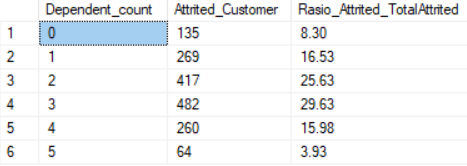 Dependent_count Attrited_Customer Rasio_Attrited_TotalAttrited
1 0 135 8.30
2 1 269 16.53
3 2 417 25.63
4 3 482 29.63
5 4 260 15.98
6 5 64 3.93